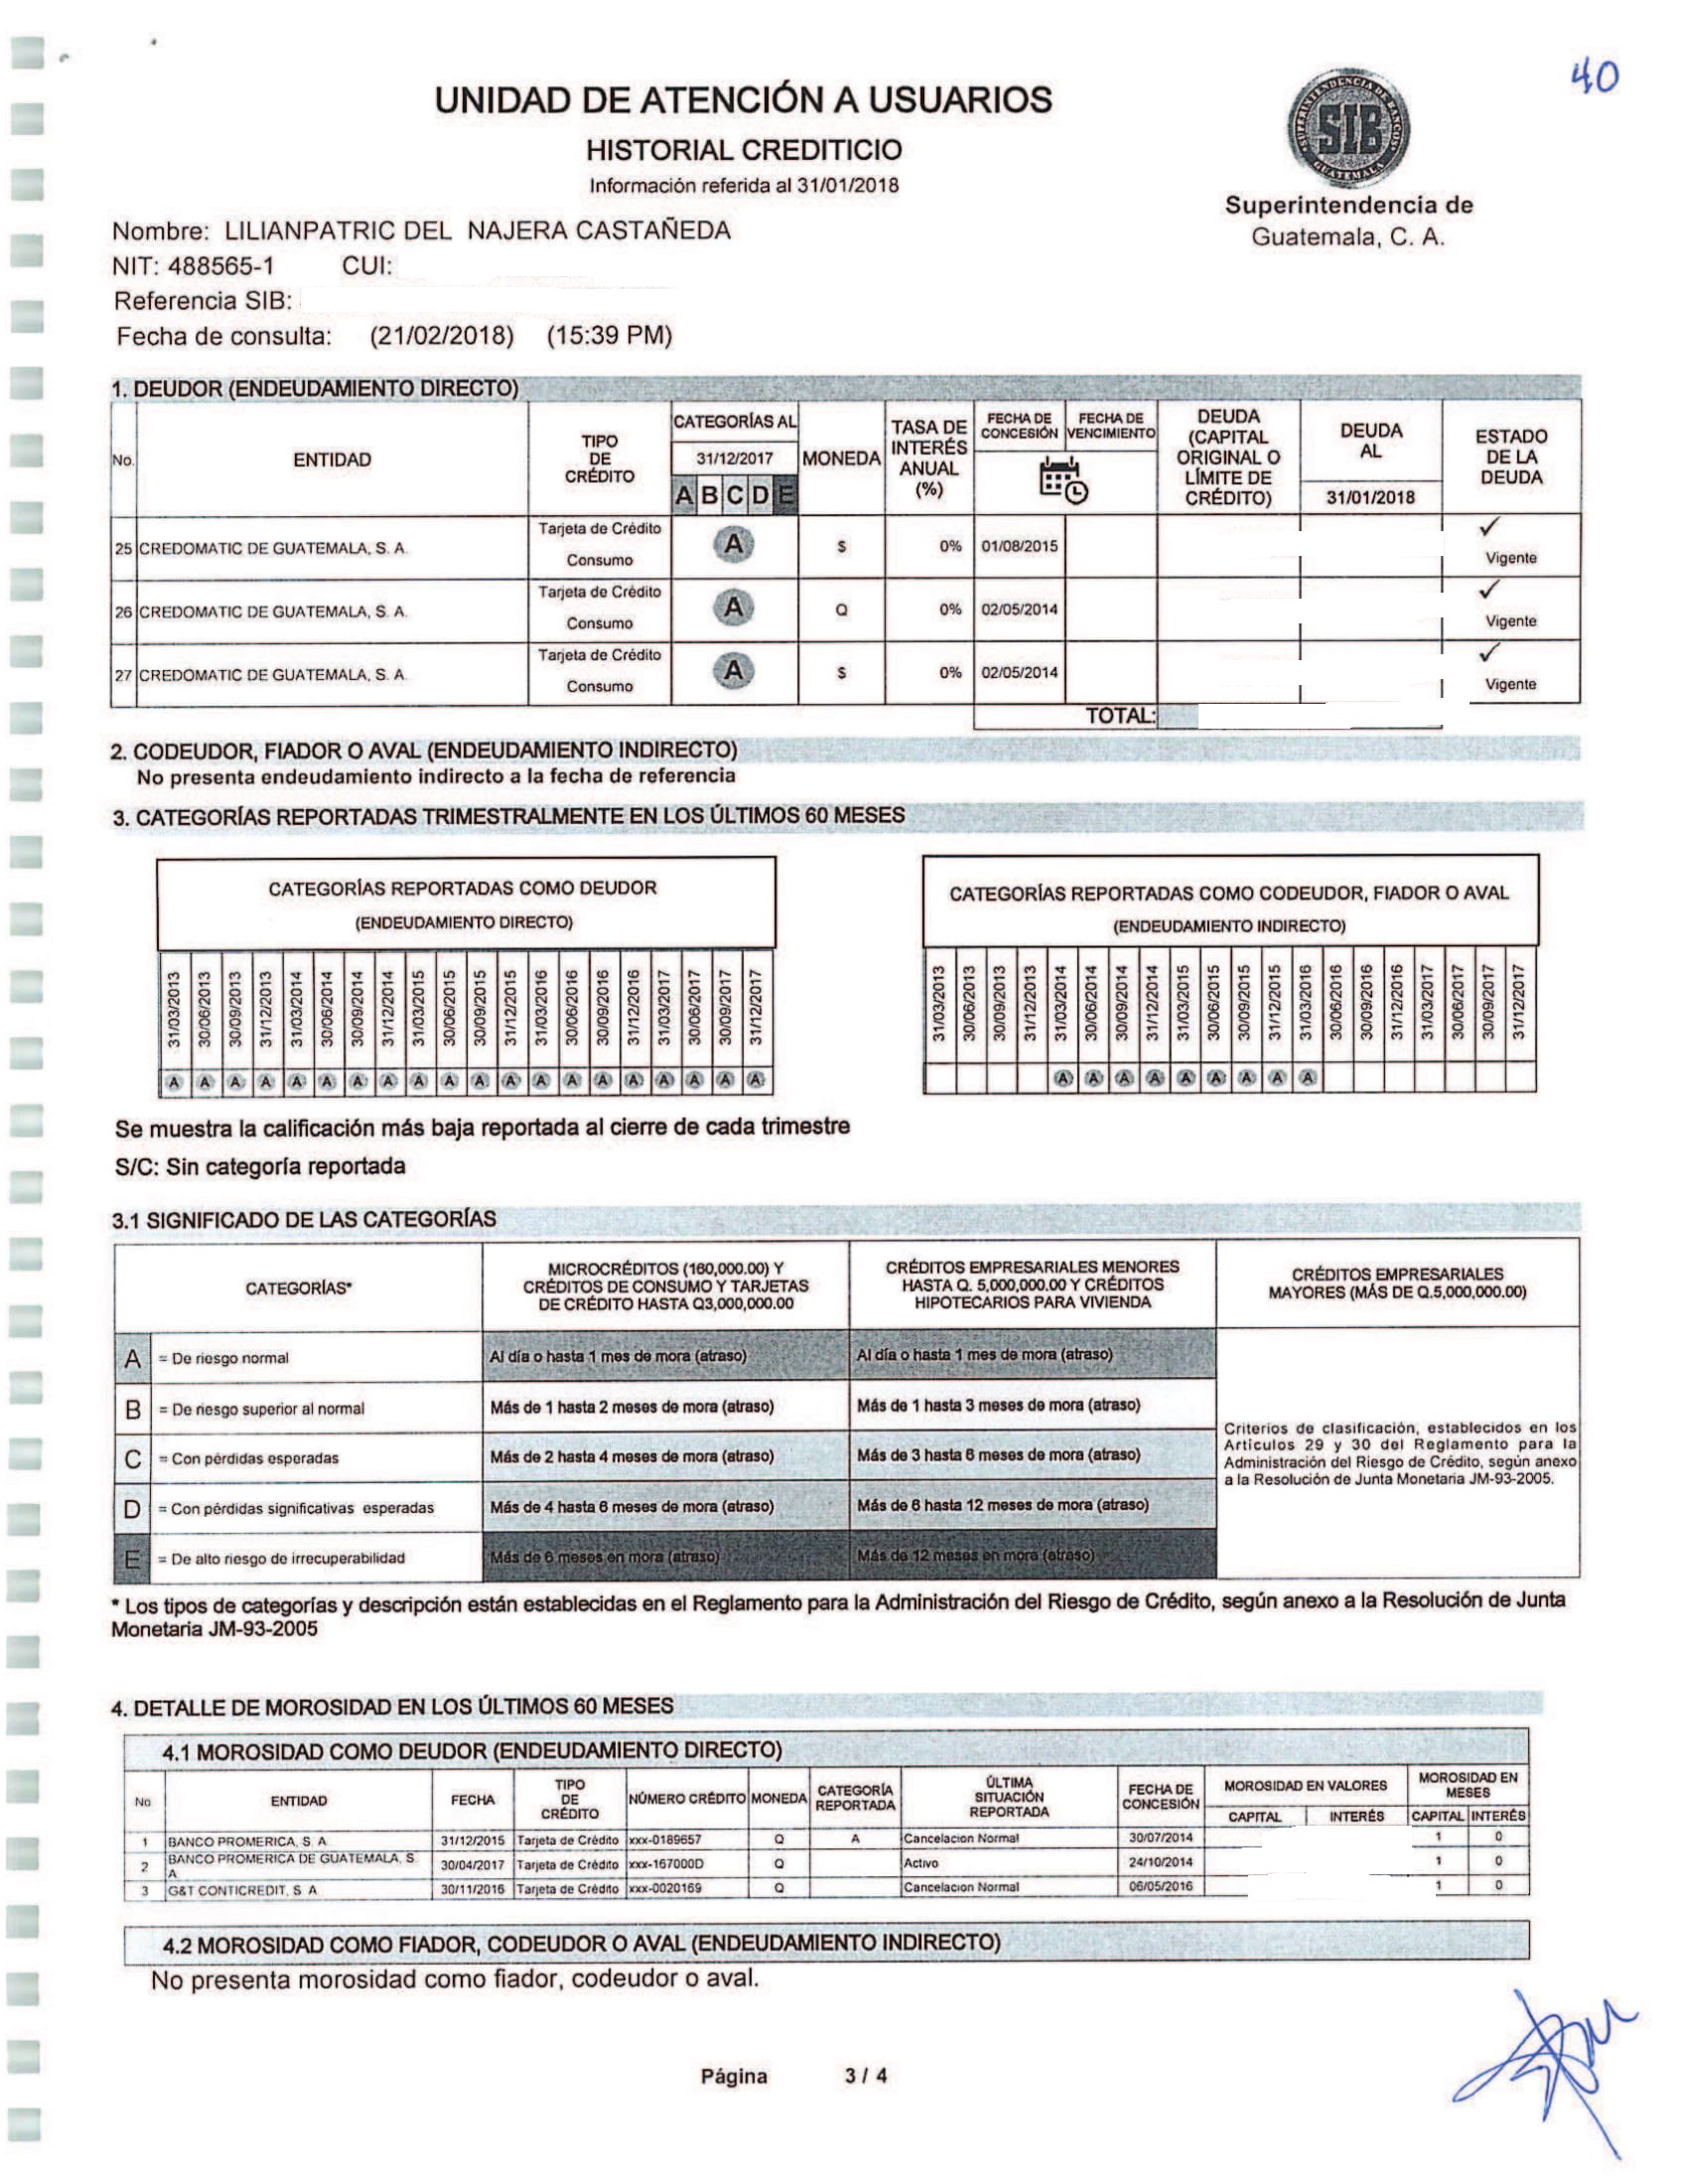 40
UNIDAD DE ATENCIÓN A USUARIOS
HISTORIAL CREDITICIO
Información referida al 31/01/2018
SUPERINTENDENCIA DE BANCOS
SIB
GUATEMALA
Superintendencia de
Guatemala, C. A.
Nombre: LILIANPATRIC DEL NAJERA CASTAÑEDA
NIT: 488565-1 CUI:
Referencia SIB:
Fecha de consulta: (21/02/2018) (15:39 PM)
1. DEUDOR (ENDEUDAMIENTO DIRECTO)
No. ENTIDAD TIPO DE CRÉDITO CATEGORÍAS AL 31/12/2017 A B C D E MONEDA TASA DE INTERÉS ANUAL (%) FECHA DE CONCESIÓN FECHA DE VENCIMIENTO DEUDA (CAPITAL ORIGINAL O LÍMITE DE CRÉDITO) DEUDA AL 31/01/2018 ESTADO DE LA DEUDA
25 CREDOMATIC DE GUATEMALA, S. A. Tarjeta de Crédito Consumo A $ 0% 01/08/2015 ✓ Vigente
26 CREDOMATIC DE GUATEMALA, S. A. Tarjeta de Crédito Consumo A Q 0% 02/05/2014 ✓ Vigente
27 CREDOMATIC DE GUATEMALA, S. A. Tarjeta de Crédito Consumo A $ 0% 02/05/2014 ✓ Vigente
TOTAL:
2. CODEUDOR, FIADOR O AVAL (ENDEUDAMIENTO INDIRECTO)
No presenta endeudamiento indirecto a la fecha de referencia
3. CATEGORÍAS REPORTADAS TRIMESTRALMENTE EN LOS ÚLTIMOS 60 MESES
CATEGORÍAS REPORTADAS COMO DEUDOR
(ENDEUDAMIENTO DIRECTO)
31/03/2013 30/06/2013 30/09/2013 31/12/2013 31/03/2014 30/06/2014 30/09/2014 31/12/2014 31/03/2015 30/06/2015 30/09/2015 31/12/2015 31/03/2016 30/06/2016 30/09/2016 31/12/2016 31/03/2017 30/06/2017 30/09/2017 31/12/2017
A A A A A A A A A A A A A A A A A A A A
CATEGORÍAS REPORTADAS COMO CODEUDOR, FIADOR O AVAL
(ENDEUDAMIENTO INDIRECTO)
31/03/2013 30/06/2013 30/09/2013 31/12/2013 31/03/2014 30/06/2014 30/09/2014 31/12/2014 31/03/2015 30/06/2015 30/09/2015 31/12/2015 31/03/2016 30/06/2016 30/09/2016 31/12/2016 31/03/2017 30/06/2017 30/09/2017 31/12/2017
A A A A A A A A A
Se muestra la calificación más baja reportada al cierre de cada trimestre
S/C: Sin categoría reportada
3.1 SIGNIFICADO DE LAS CATEGORÍAS
CATEGORÍAS* MICROCRÉDITOS (160,000.00) Y CRÉDITOS DE CONSUMO Y TARJETAS DE CRÉDITO HASTA Q3,000,000.00 CRÉDITOS EMPRESARIALES MENORES HASTA Q. 5,000,000.00 Y CRÉDITOS HIPOTECARIOS PARA VIVIENDA CRÉDITOS EMPRESARIALES MAYORES (MÁS DE Q.5,000,000.00)
A = De riesgo normal Al día o hasta 1 mes de mora (atraso) Al día o hasta 1 mes de mora (atraso)
B = De riesgo superior al normal Más de 1 hasta 2 meses de mora (atraso) Más de 1 hasta 3 meses de mora (atraso)
C = Con pérdidas esperadas Más de 2 hasta 4 meses de mora (atraso) Más de 3 hasta 6 meses de mora (atraso)
D = Con pérdidas significativas esperadas Más de 4 hasta 6 meses de mora (atraso) Más de 6 hasta 12 meses de mora (atraso)
E = De alto riesgo de irrecuperabilidad Más de 6 meses en mora (atraso) Más de 12 meses en mora (atraso)
Criterios de clasificación, establecidos en los
Artículos 29 y 30 del Reglamento para la
Administración del Riesgo de Crédito, según anexo
a la Resolución de Junta Monetaria JM-93-2005.
* Los tipos de categorías y descripción están establecidas en el Reglamento para la Administración del Riesgo de Crédito, según anexo a la Resolución de Junta
Monetaria JM-93-2005
4. DETALLE DE MOROSIDAD EN LOS ÚLTIMOS 60 MESES
4.1 MOROSIDAD COMO DEUDOR (ENDEUDAMIENTO DIRECTO)
No ENTIDAD FECHA TIPO DE CRÉDITO NÚMERO CRÉDITO MONEDA CATEGORÍA REPORTADA ÚLTIMA SITUACIÓN REPORTADA FECHA DE CONCESIÓN MOROSIDAD EN VALORES CAPITAL INTERÉS MOROSIDAD EN MESES CAPITAL INTERÉS
1 BANCO PROMERICA, S. A 31/12/2015 Tarjeta de Crédito xxx-0189657 Q A Cancelacion Normal 30/07/2014 1 0
2 BANCO PROMERICA DE GUATEMALA, S. A 30/04/2017 Tarjeta de Crédito xxx-167000D Q Activo 24/10/2014 1 0
3 G&T CONTICREDIT, S. A 30/11/2016 Tarjeta de Crédito xxx-0020169 Q Cancelacion Normal 06/05/2016 1 0
4.2 MOROSIDAD COMO FIADOR, CODEUDOR O AVAL (ENDEUDAMIENTO INDIRECTO)
No presenta morosidad como fiador, codeudor o aval.
Página 3 / 4